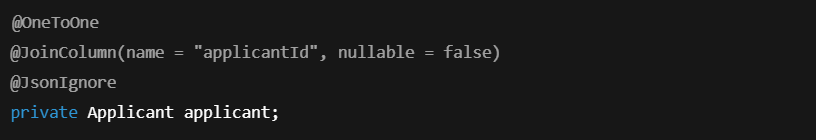 @OneToOne
@JoinColumn(name = "applicantId", nullable = false)
@JsonIgnore
private Applicant applicant;